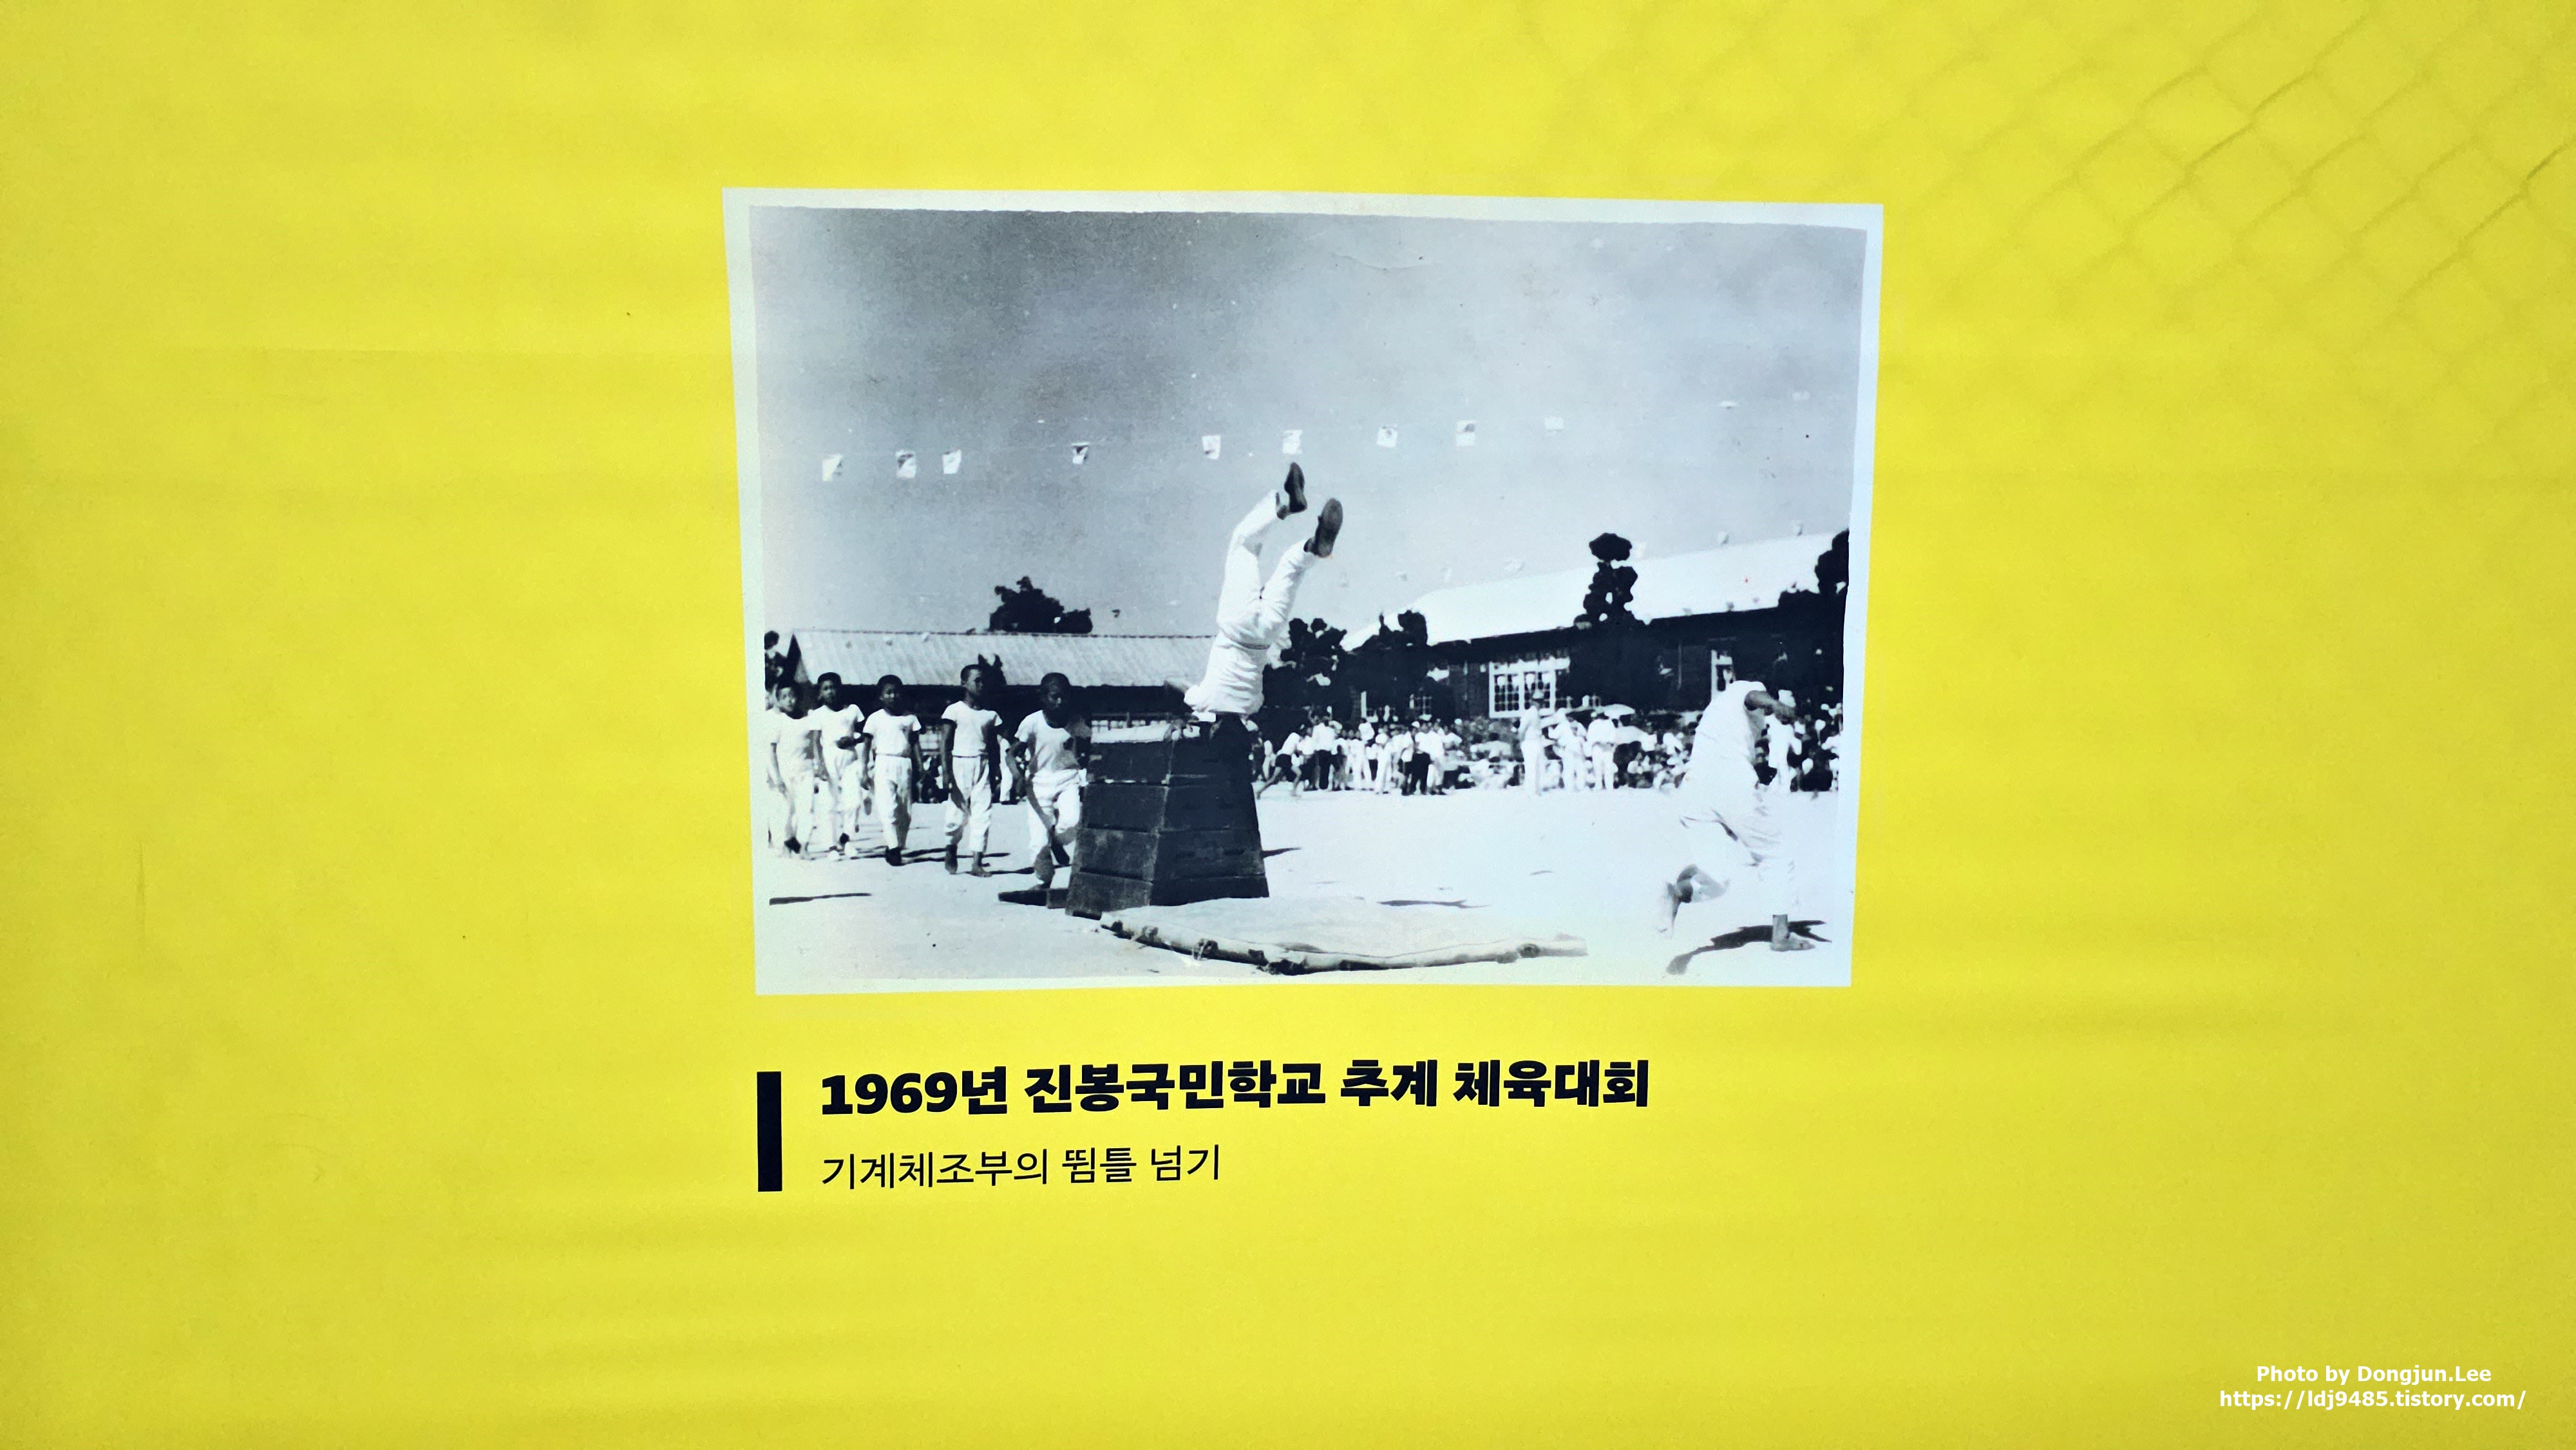 1969년 진봉국민학교 추계 체육대회
기계체조부의 뜀틀 넘기
Photo by Dongjun.Lee
https://ldj9485.tistory.com/